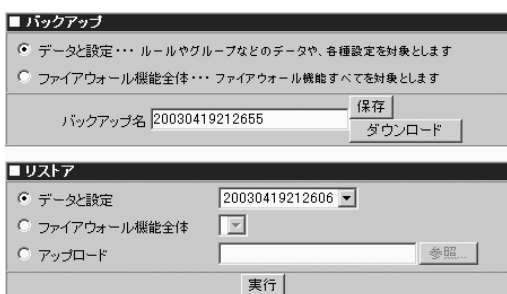 ■ バックアップ
データと設定・・・ ルールやグループなどのデータや、各種設定を対象とします
ファイアウォール機能全体・・・ ファイアウォール機能すべてを対象とします
バックアップ名 20030419212655 保存
ダウンロード
■ リストア
データと設定 20030419212606
ファイアウォール機能全体
アップロード 参照...
実行